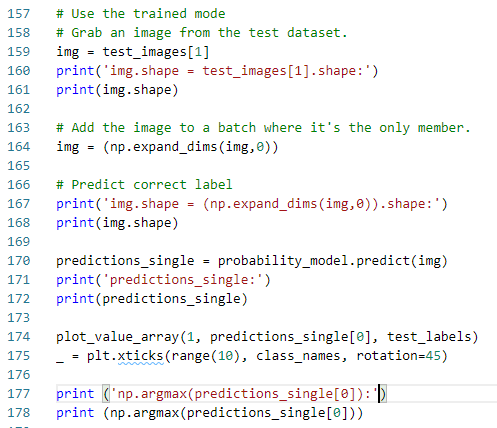 157 # Use the trained mode
158 # Grab an image from the test dataset.
159 img = test_images[1]
160 print('img.shape = test_images[1].shape:')
161 print(img.shape)
162
163 # Add the image to a batch where it's the only member.
164 img = (np.expand_dims(img,0))
165
166 # Predict correct label
167 print('img.shape = (np.expand_dims(img,0)).shape:')
168 print(img.shape)
169
170 predictions_single = probability_model.predict(img)
171 print('predictions_single:')
172 print(predictions_single)
173
174 plot_value_array(1, predictions_single[0], test_labels)
175 _ = plt.xticks(range(10), class_names, rotation=45)
176
177 print ('np.argmax(predictions_single[0]):')
178 print (np.argmax(predictions_single[0]))